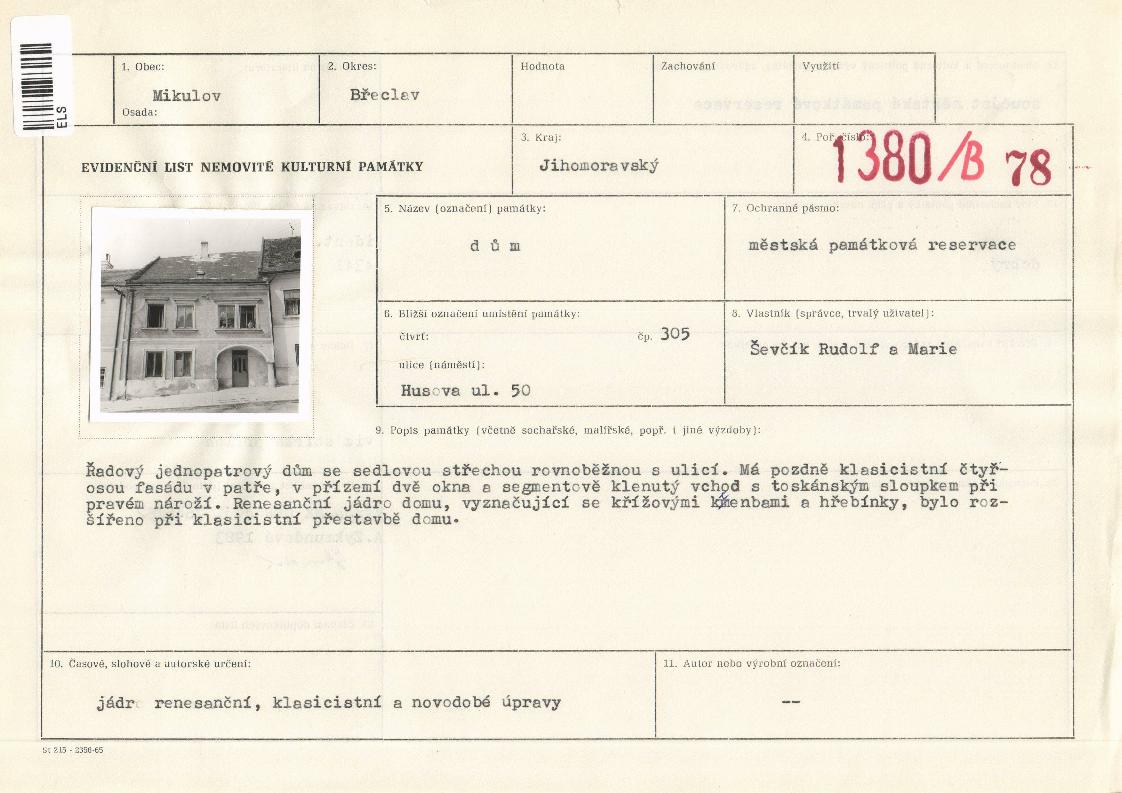 ELS
1. Obec:
Mikulov
Osada:
2. Okres:
Břeclav
Hodnota
Zachování
Využití
EVIDENČNÍ LIST NEMOVITÉ KULTURNÍ PAMÁTKY
3. Kraj:
Jihomoravský
4. Poř. číslo:
1380/B 78
5. Název (označení) památky:
d ů m
7. Ochranné pásmo:
městská památková reservace
6. Bližší označení umístění památky:
čtvrť:
čp. 305
ulice (náměstí):
Husova ul. 50
8. Vlastník (správce, trvalý uživatel):
Ševčík Rudolf a Marie
9. Popis památky (včetně sochařské, malířské, popř. i jiné výzdoby):
Řadový jednopatrový dům se sedlovou střechou rovnoběžnou s ulicí. Má pozdně klasicistní čtyř-
osou fasádu v patře, v přízemí dvě okna a segmentově klenutý vchod s toskánským sloupkem při
pravém nároží. Renesanční jádro domu, vyznačující se křížovými klenbami a hřebínky, bylo roz-
šířeno při klasicistní přestavbě domu.
10. Časové, slohové a autorské určení:
jádro renesanční, klasicistní a novodobé úpravy
11. Autor nebo výrobní označení:
--
St 215 - 2356-65